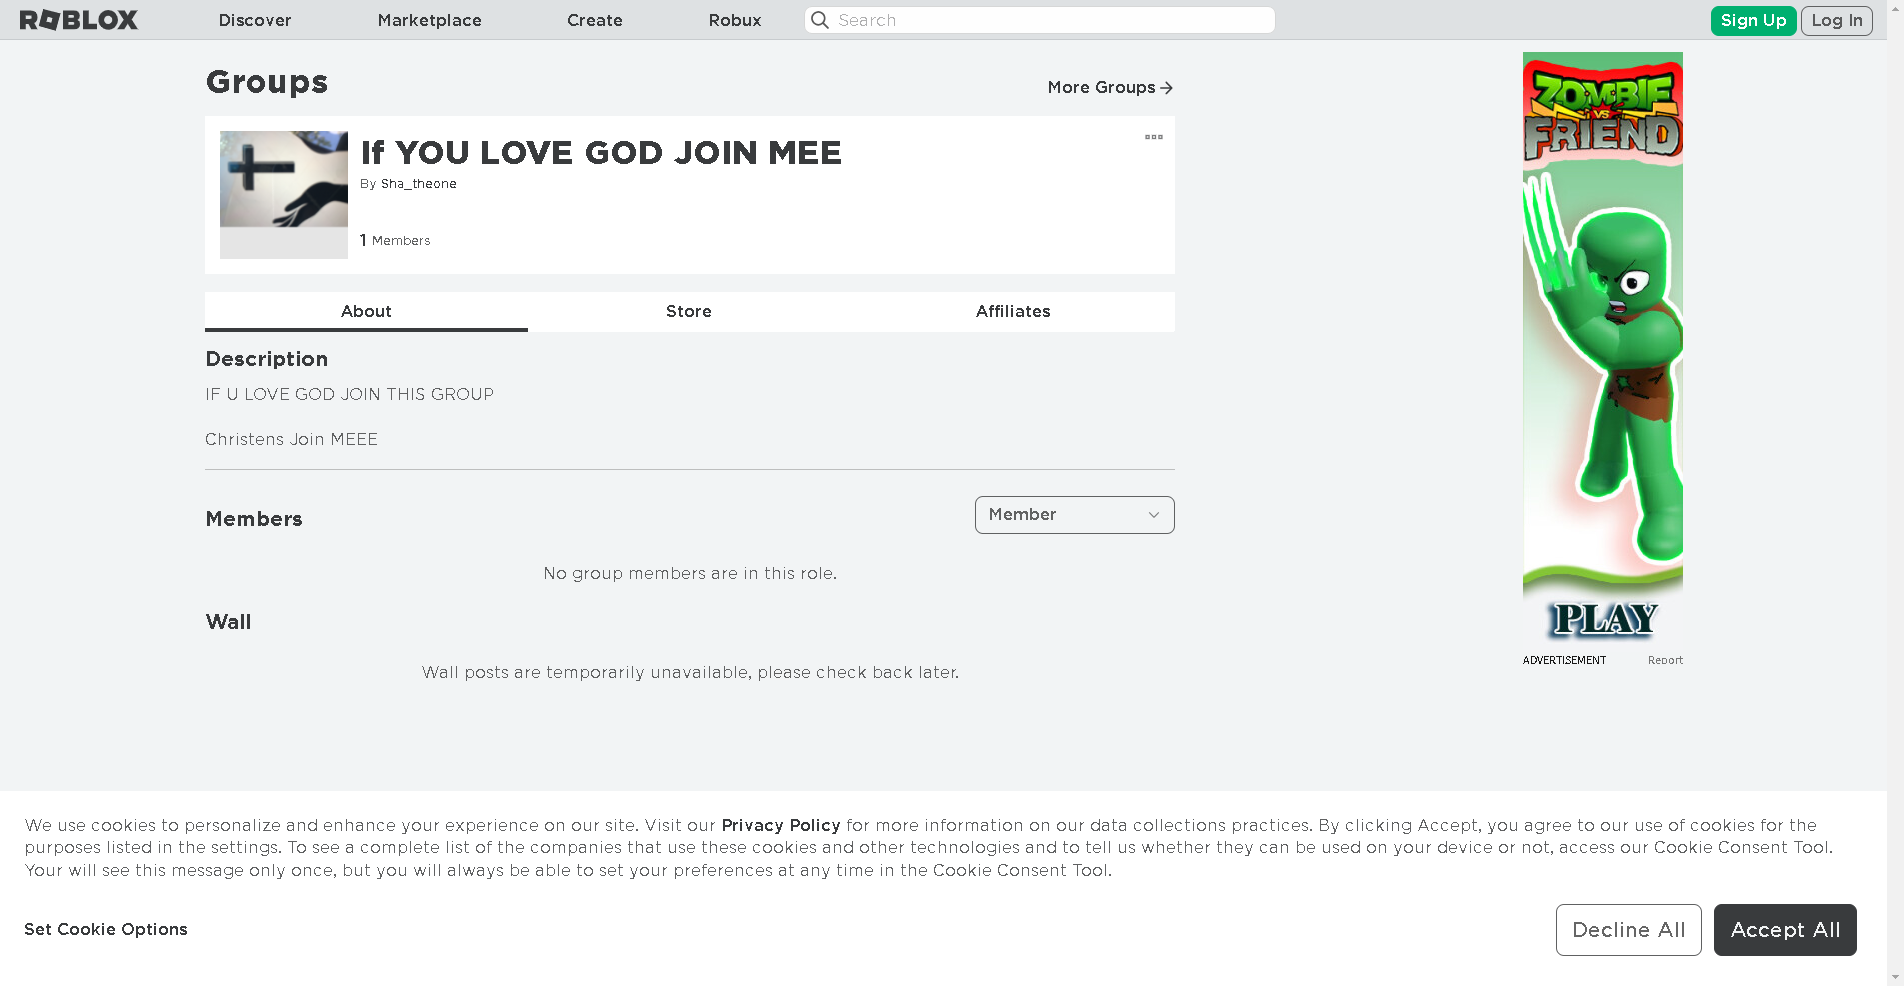 ROBLOX
Discover
Marketplace
Create
Robux
Search
Sign Up
Log In
Groups
More Groups
If YOU LOVE GOD JOIN MEE
By Sha_theone
1 Members
About
Store
Affiliates
Description
IF U LOVE GOD JOIN THIS GROUP
Christens Join MEEE
Members
Member
No group members are in this role.
Wall
Wall posts are temporarily unavailable, please check back later.
ZOMBIE
VS
FRIEND
PLAY
ADVERTISEMENT
Report
We use cookies to personalize and enhance your experience on our site. Visit our Privacy Policy for more information on our data collections practices. By clicking Accept, you agree to our use of cookies for the
purposes listed in the settings. To see a complete list of the companies that use these cookies and other technologies and to tell us whether they can be used on your device or not, access our Cookie Consent Tool.
Your will see this message only once, but you will always be able to set your preferences at any time in the Cookie Consent Tool.
Set Cookie Options
Decline All
Accept All